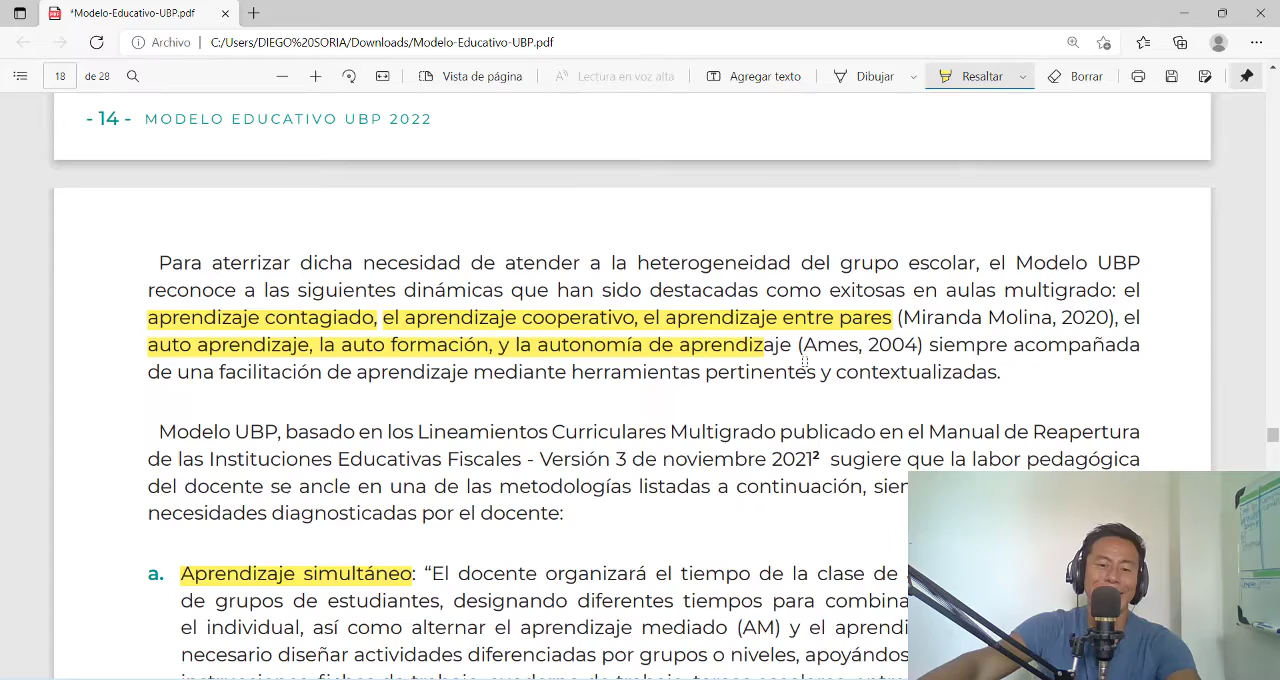 *Modelo-Educativo-UBP.pdf
Archivo C:/Users/DIEGO%20SORIA/Downloads/Modelo-Educativo-UBP.pdf
18 de 28 Vista de página Lectura en voz alta Agregar texto Dibujar Resaltar Borrar
- 14 - MODELO EDUCATIVO UBP 2022
Para aterrizar dicha necesidad de atender a la heterogeneidad del grupo escolar, el Modelo UBP
reconoce a las siguientes dinámicas que han sido destacadas como exitosas en aulas multigrado: el
aprendizaje contagiado, el aprendizaje cooperativo, el aprendizaje entre pares (Miranda Molina, 2020), el
auto aprendizaje, la auto formación, y la autonomía de aprendizaje (Ames, 2004) siempre acompañada
de una facilitación de aprendizaje mediante herramientas pertinentes y contextualizadas.
Modelo UBP, basado en los Lineamientos Curriculares Multigrado publicado en el Manual de Reapertura
de las Instituciones Educativas Fiscales - Versión 3 de noviembre 2021² sugiere que la labor pedagógica
del docente se ancle en una de las metodologías listadas a continuación,
necesidades diagnosticadas por el docente:
a. Aprendizaje simultáneo: “El docente organizará el tiempo de la clase de
de grupos de estudiantes, designando diferentes tiempos para
el individual, así como alternar el aprendizaje mediado (AM) y el
necesario diseñar actividades diferenciadas por grupos o niveles,